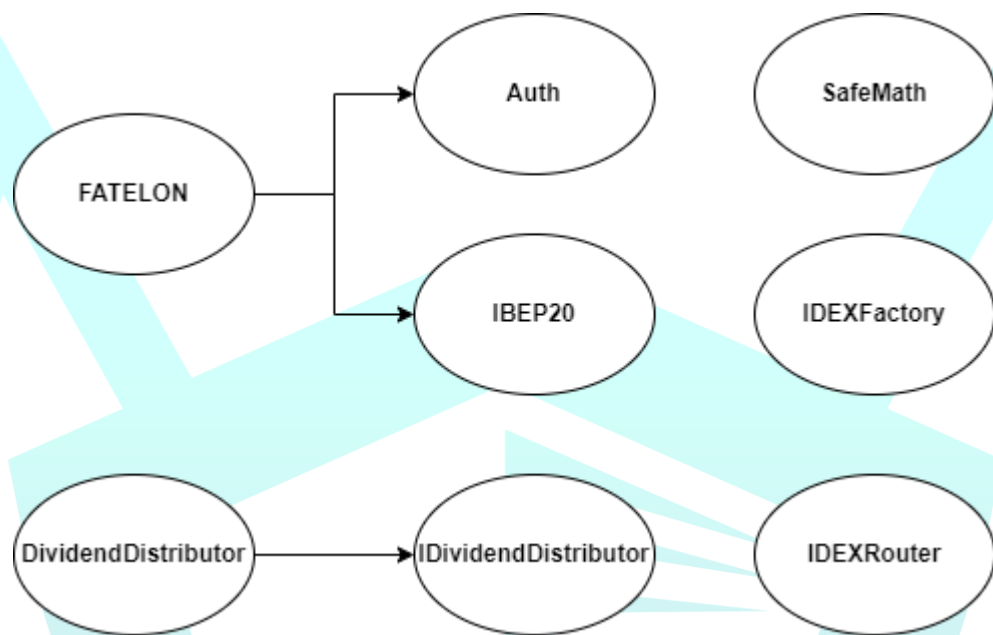 Auth
SafeMath
FATELON
IBEP20
IDEXFactory
DividendDistributor
IDividendDistributor
IDEXRouter